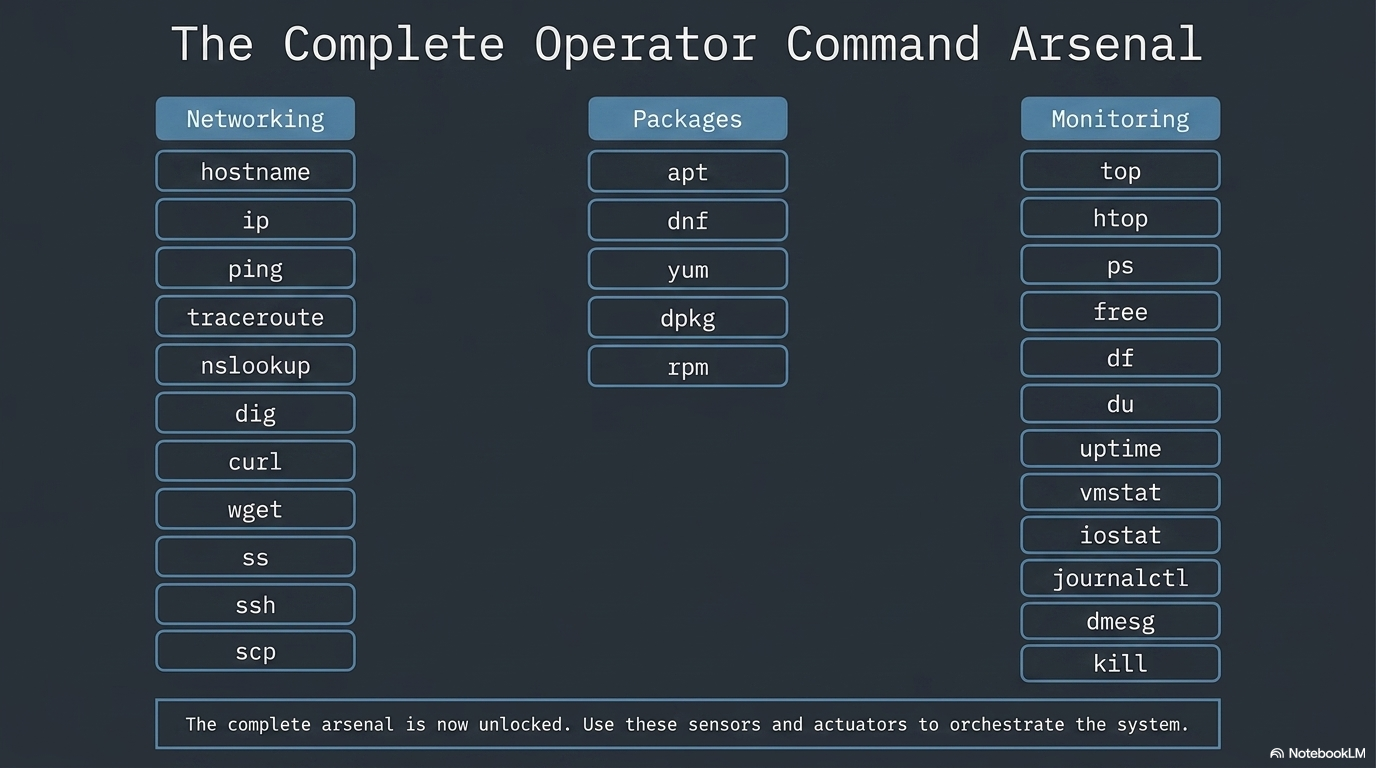 The Complete Operator Command Arsenal
Networking
hostname
ip
ping
traceroute
nslookup
dig
curl
wget
ss
ssh
scp
Packages
apt
dnf
yum
dpkg
rpm
Monitoring
top
htop
ps
free
df
du
uptime
vmstat
iostat
journalctl
dmesg
kill
The complete arsenal is now unlocked. Use these sensors and actuators to orchestrate the system.
NotebookLM